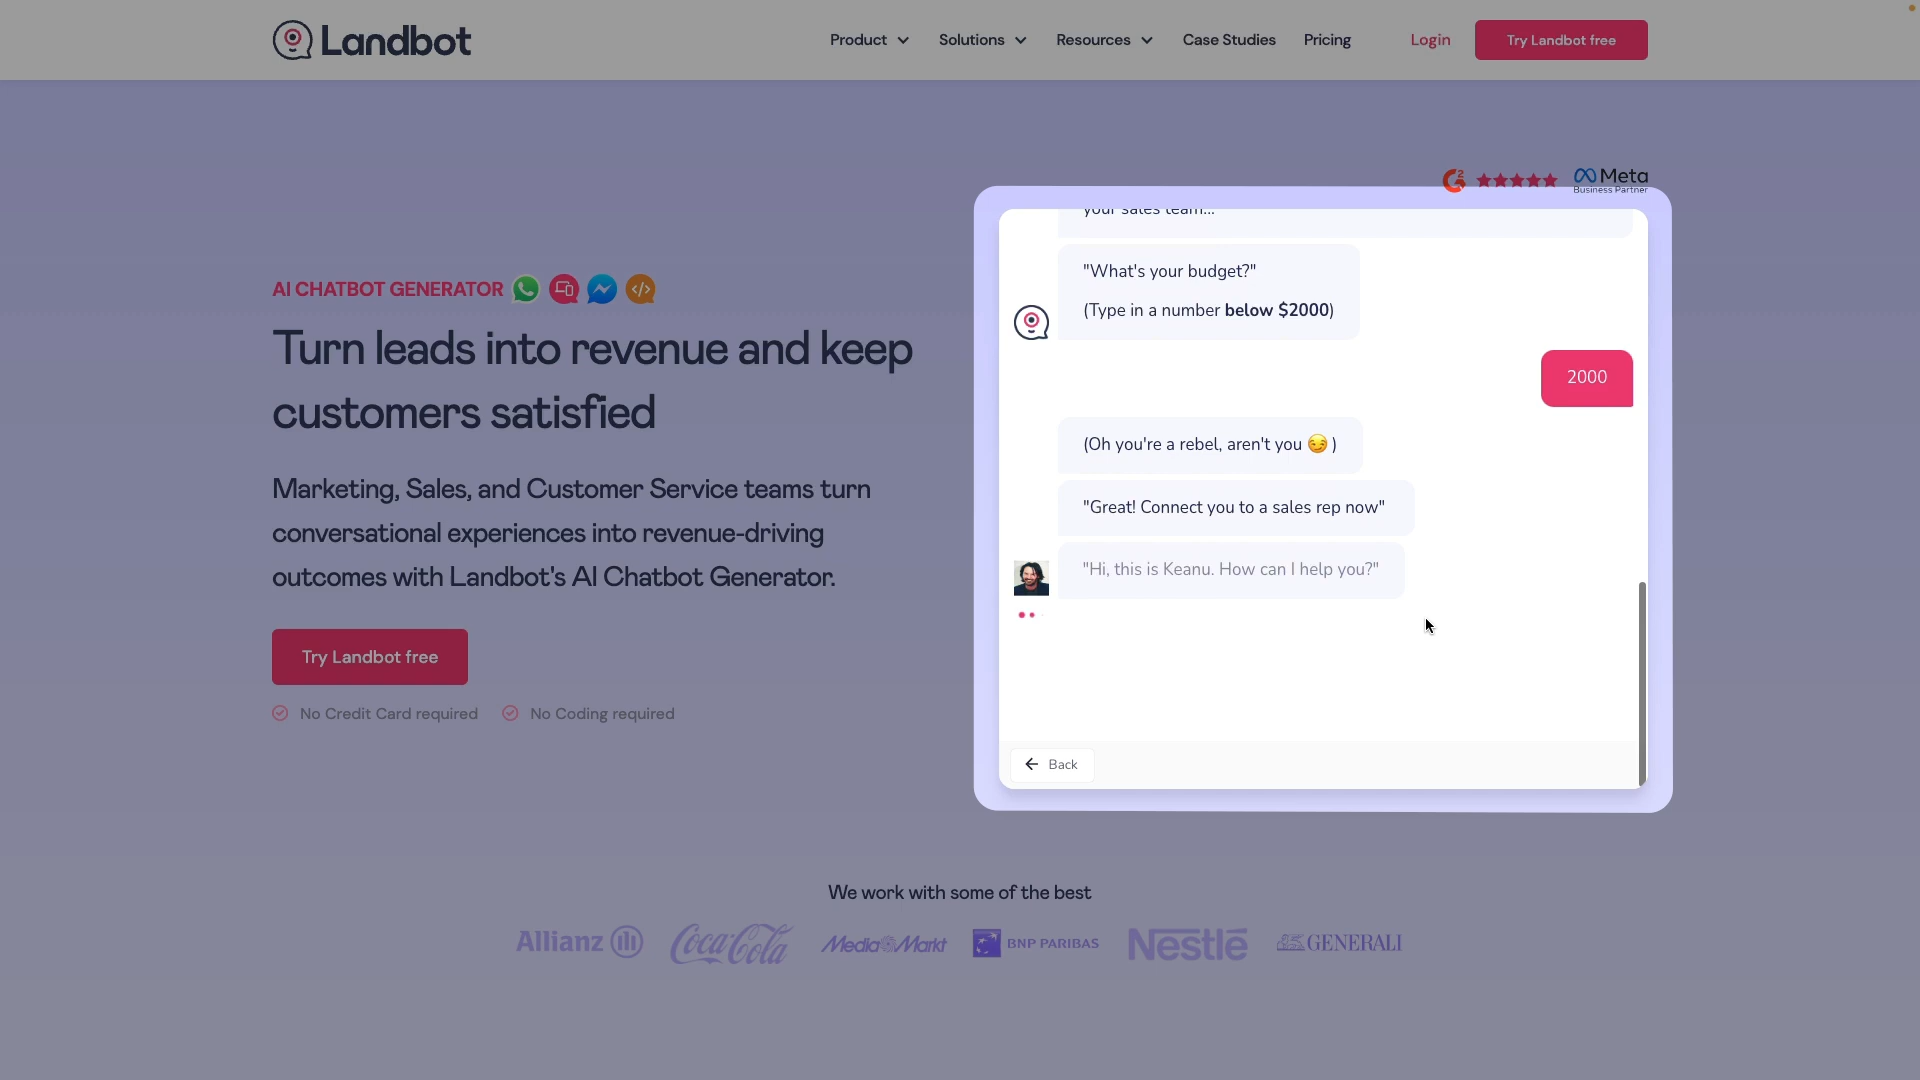 Landbot
Product
Solutions
Resources
Case Studies
Pricing
Login
Try Landbot free
Meta
Business Partner
AI CHATBOT GENERATOR
Turn leads into revenue and keep
customers satisfied
Marketing, Sales, and Customer Service teams turn
conversational experiences into revenue-driving
outcomes with Landbot's AI Chatbot Generator.
Try Landbot free
No Credit Card required
No Coding required
your sales team...
"What's your budget?"
(Type in a number below $2000)
2000
(Oh you're a rebel, aren't you 😏 )
"Great! Connect you to a sales rep now"
"Hi, this is Keanu. How can I help you?"
Back
We work with some of the best
Allianz
Coca-Cola
MediaMarkt
BNP PARIBAS
Nestlé
GENERALI